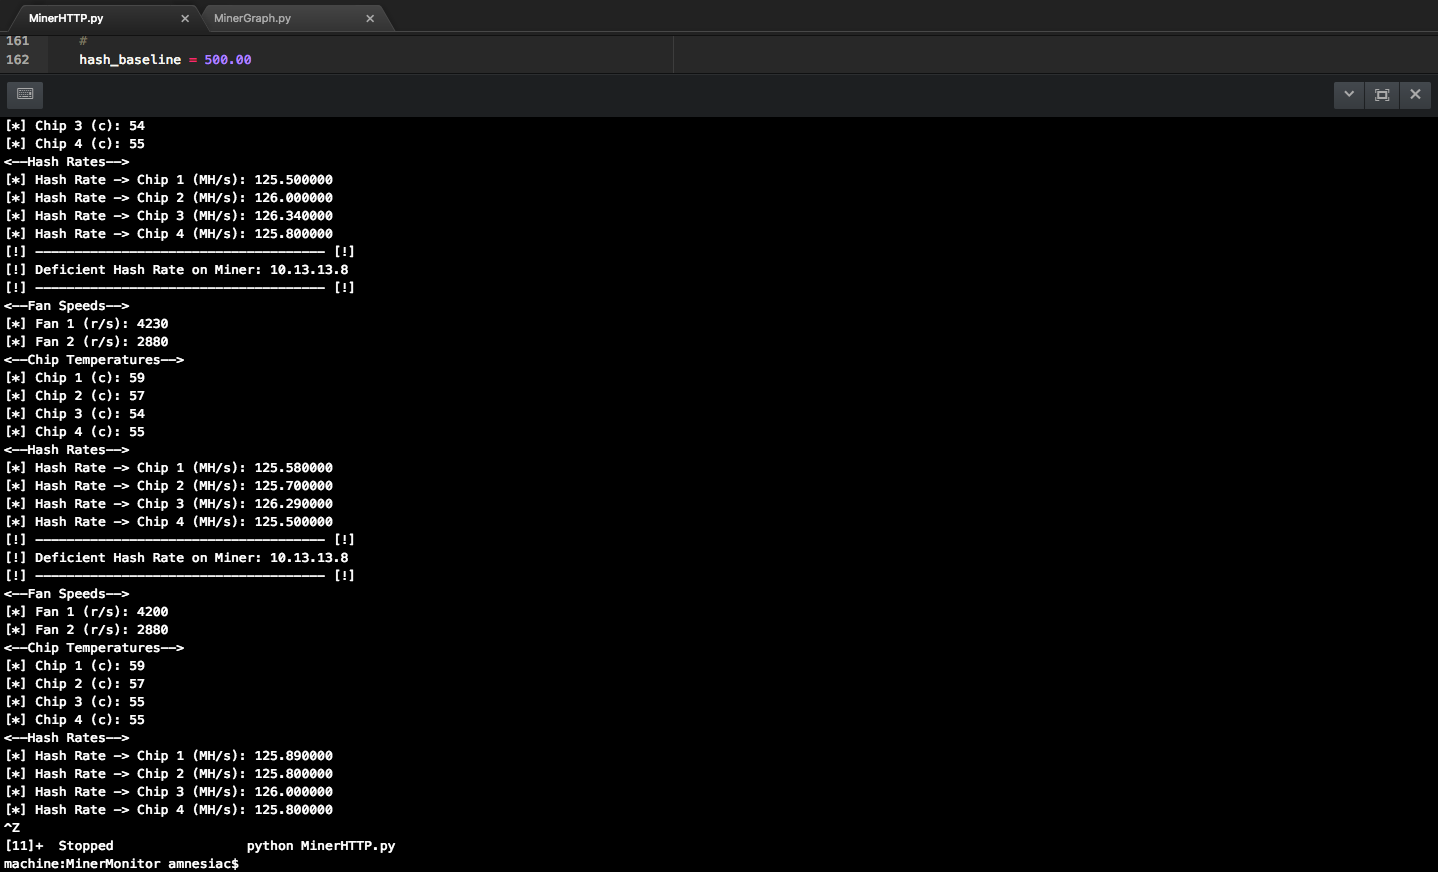 MinerHTTP.py
MinerGraph.py
161 #
162 hash_baseline = 500.00
[*] Chip 3 (c): 54
[*] Chip 4 (c): 55
<--Hash Rates-->
[*] Hash Rate -> Chip 1 (MH/s): 125.500000
[*] Hash Rate -> Chip 2 (MH/s): 126.000000
[*] Hash Rate -> Chip 3 (MH/s): 126.340000
[*] Hash Rate -> Chip 4 (MH/s): 125.800000
[!] ------------------------------------- [!]
[!] Deficient Hash Rate on Miner: 10.13.13.8
[!] ------------------------------------- [!]
<--Fan Speeds-->
[*] Fan 1 (r/s): 4230
[*] Fan 2 (r/s): 2880
<--Chip Temperatures-->
[*] Chip 1 (c): 59
[*] Chip 2 (c): 57
[*] Chip 3 (c): 54
[*] Chip 4 (c): 55
<--Hash Rates-->
[*] Hash Rate -> Chip 1 (MH/s): 125.580000
[*] Hash Rate -> Chip 2 (MH/s): 125.700000
[*] Hash Rate -> Chip 3 (MH/s): 126.290000
[*] Hash Rate -> Chip 4 (MH/s): 125.500000
[!] ------------------------------------- [!]
[!] Deficient Hash Rate on Miner: 10.13.13.8
[!] ------------------------------------- [!]
<--Fan Speeds-->
[*] Fan 1 (r/s): 4200
[*] Fan 2 (r/s): 2880
<--Chip Temperatures-->
[*] Chip 1 (c): 59
[*] Chip 2 (c): 57
[*] Chip 3 (c): 55
[*] Chip 4 (c): 55
<--Hash Rates-->
[*] Hash Rate -> Chip 1 (MH/s): 125.890000
[*] Hash Rate -> Chip 2 (MH/s): 125.800000
[*] Hash Rate -> Chip 3 (MH/s): 126.000000
[*] Hash Rate -> Chip 4 (MH/s): 125.800000
^Z
[11]+  Stopped                 python MinerHTTP.py
machine:MinerMonitor amnesiac$